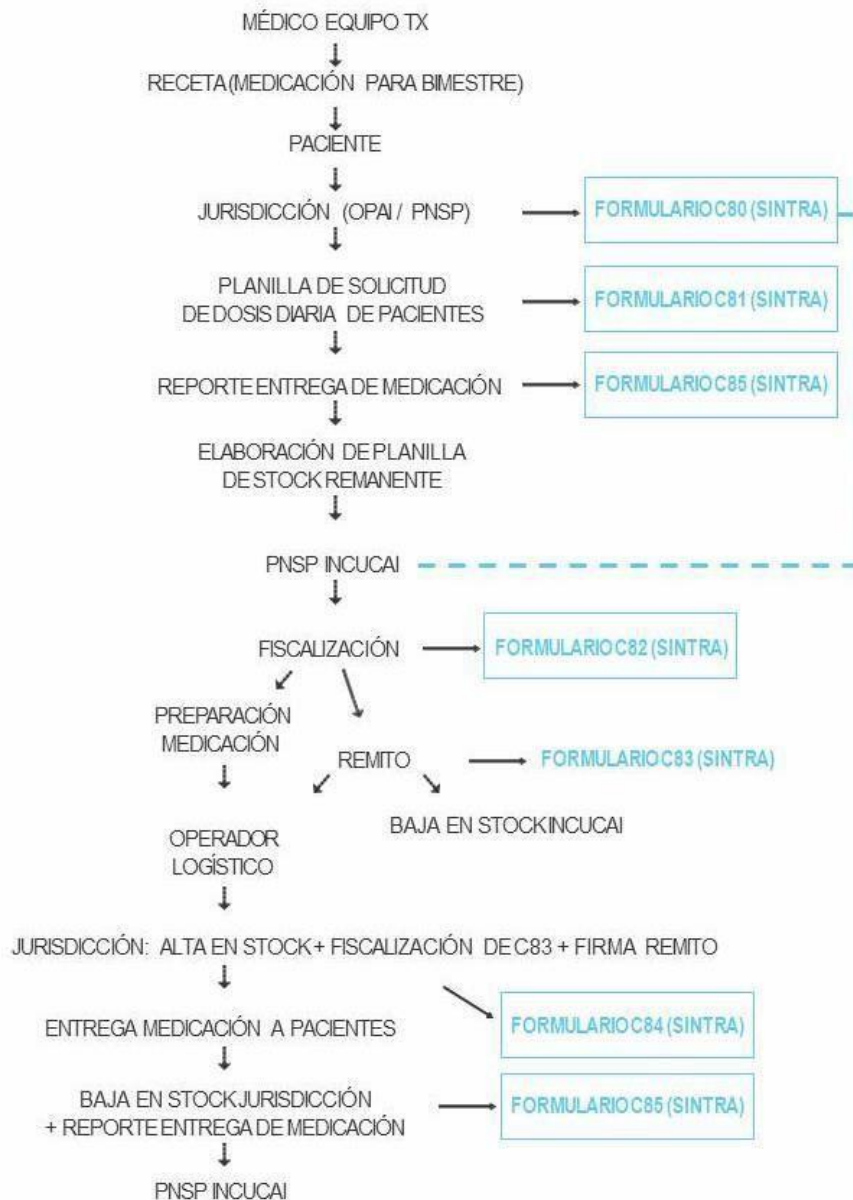 MÉDICO EQUIPO TX
RECETA (MEDICACIÓN PARA BIMESTRE)
PACIENTE
JURISDICCIÓN (OPAI / PNSP)
FORMULARIO C80 (SINTRA)
PLANILLA DE SOLICITUD
DE DOSIS DIARIA DE PACIENTES
FORMULARIO C81 (SINTRA)
REPORTE ENTREGA DE MEDICACIÓN
FORMULARIO C85 (SINTRA)
ELABORACIÓN DE PLANILLA
DE STOCK REMANENTE
PNSP INCUCAI
FISCALIZACIÓN
FORMULARIO C82 (SINTRA)
PREPARACIÓN
MEDICACIÓN
REMITO
FORMULARIO C83 (SINTRA)
BAJA EN STOCK INCUCAI
OPERADOR
LOGÍSTICO
JURISDICCIÓN: ALTA EN STOCK + FISCALIZACIÓN DE C83 + FIRMA REMITO
ENTREGA MEDICACIÓN A PACIENTES
FORMULARIO C84 (SINTRA)
BAJA EN STOCK JURISDICCIÓN
+ REPORTE ENTREGA DE MEDICACIÓN
FORMULARIO C85 (SINTRA)
PNSP INCUCAI